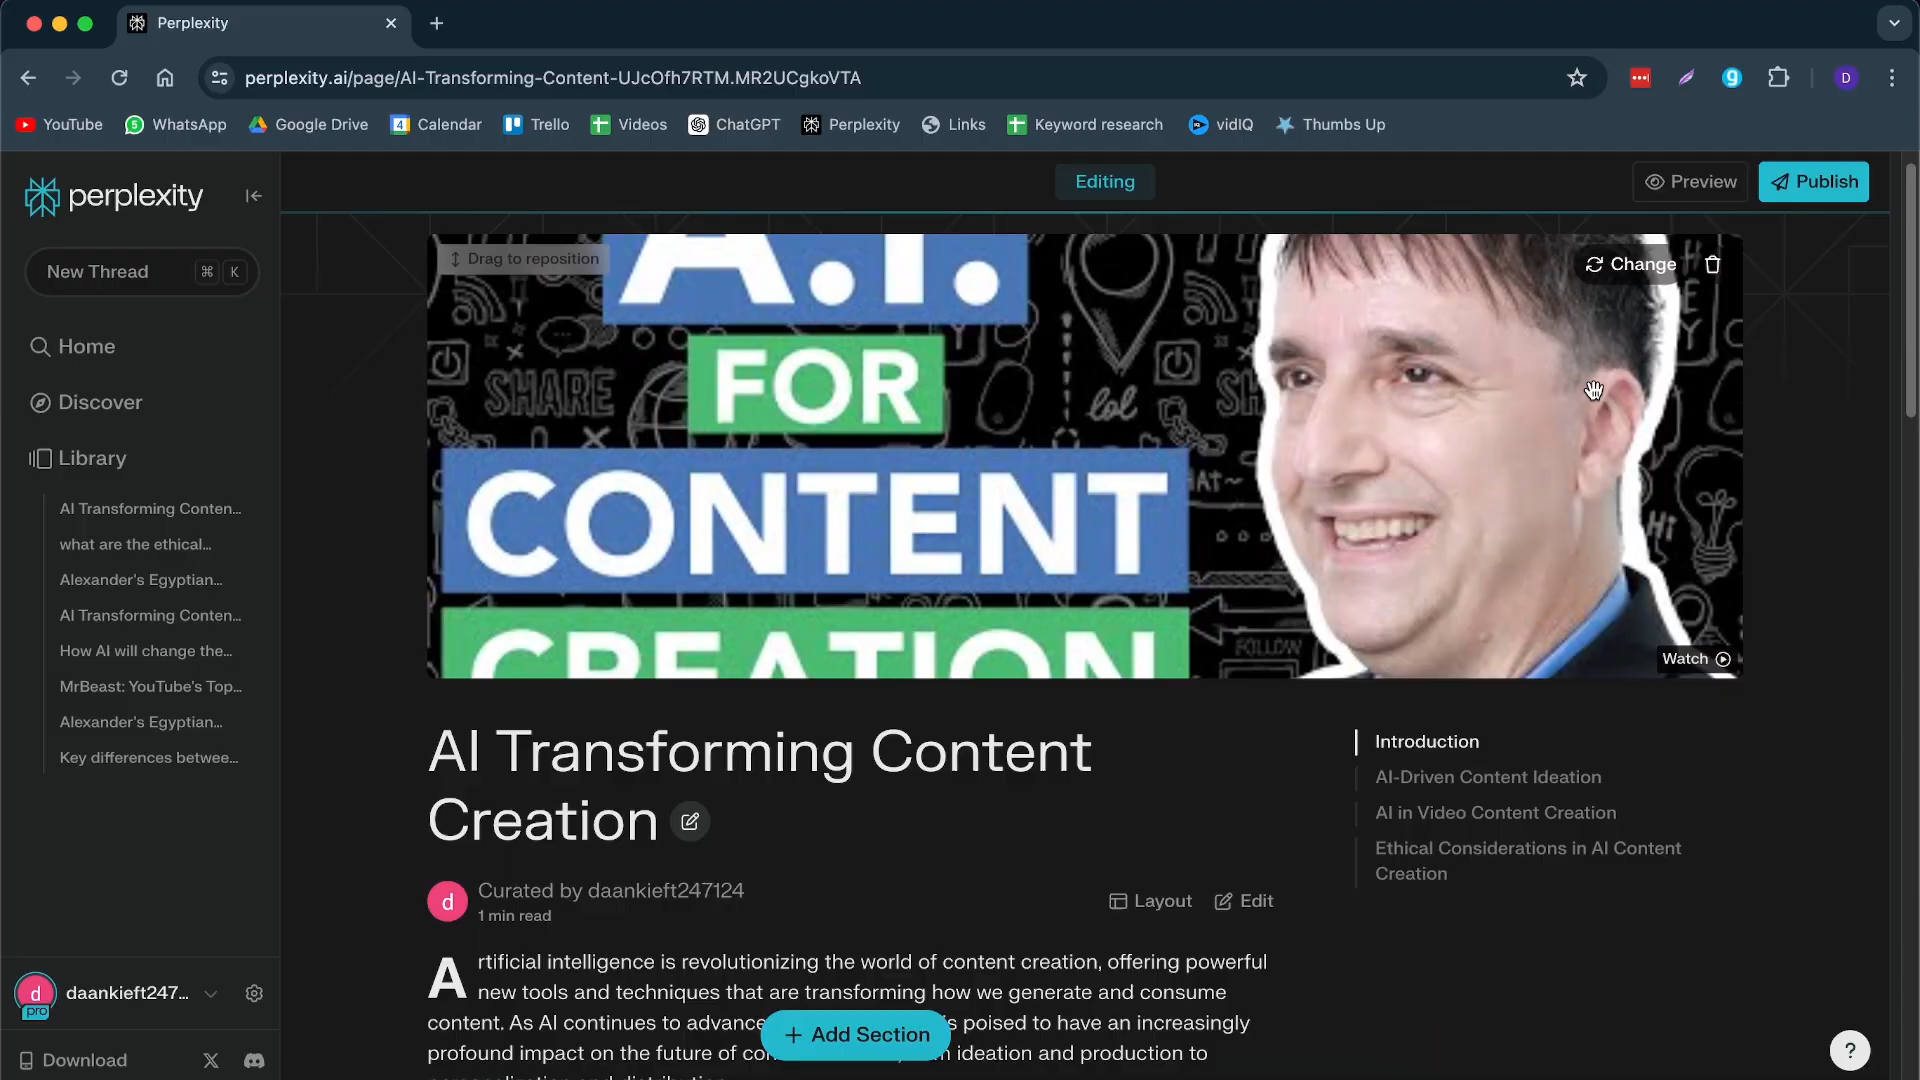 Perplexity
perplexity.ai/page/AI-Transforming-Content-UJcOfh7RTM.MR2UCgkoVTA
D
YouTube
WhatsApp
Google Drive
Calendar
Trello
Videos
ChatGPT
Perplexity
Links
Keyword research
vidIQ
Thumbs Up
perplexity
New Thread ⌘ K
Home
Discover
Library
AI Transforming Conten...
what are the ethical...
Alexander's Egyptian...
AI Transforming Conten...
How AI will change the...
MrBeast: YouTube's Top...
Alexander's Egyptian...
Key differences betwee...
d
pro
daankieft247...
Download
Editing
Preview
Publish
Drag to reposition
Change
A.I.
FOR
CONTENT
CREATION
SHARE
lol
Hi
FOLLOW
Watch
AI Transforming Content
Creation
d
Curated by daankieft247124
1 min read
Layout
Edit
Artificial intelligence is revolutionizing the world of content creation, offering powerful
new tools and techniques that are transforming how we generate and consume
content. As AI continues to advance s poised to have an increasingly
profound impact on the future of con ideation and production to
Add Section
Introduction
AI-Driven Content Ideation
AI in Video Content Creation
Ethical Considerations in AI Content
Creation
?